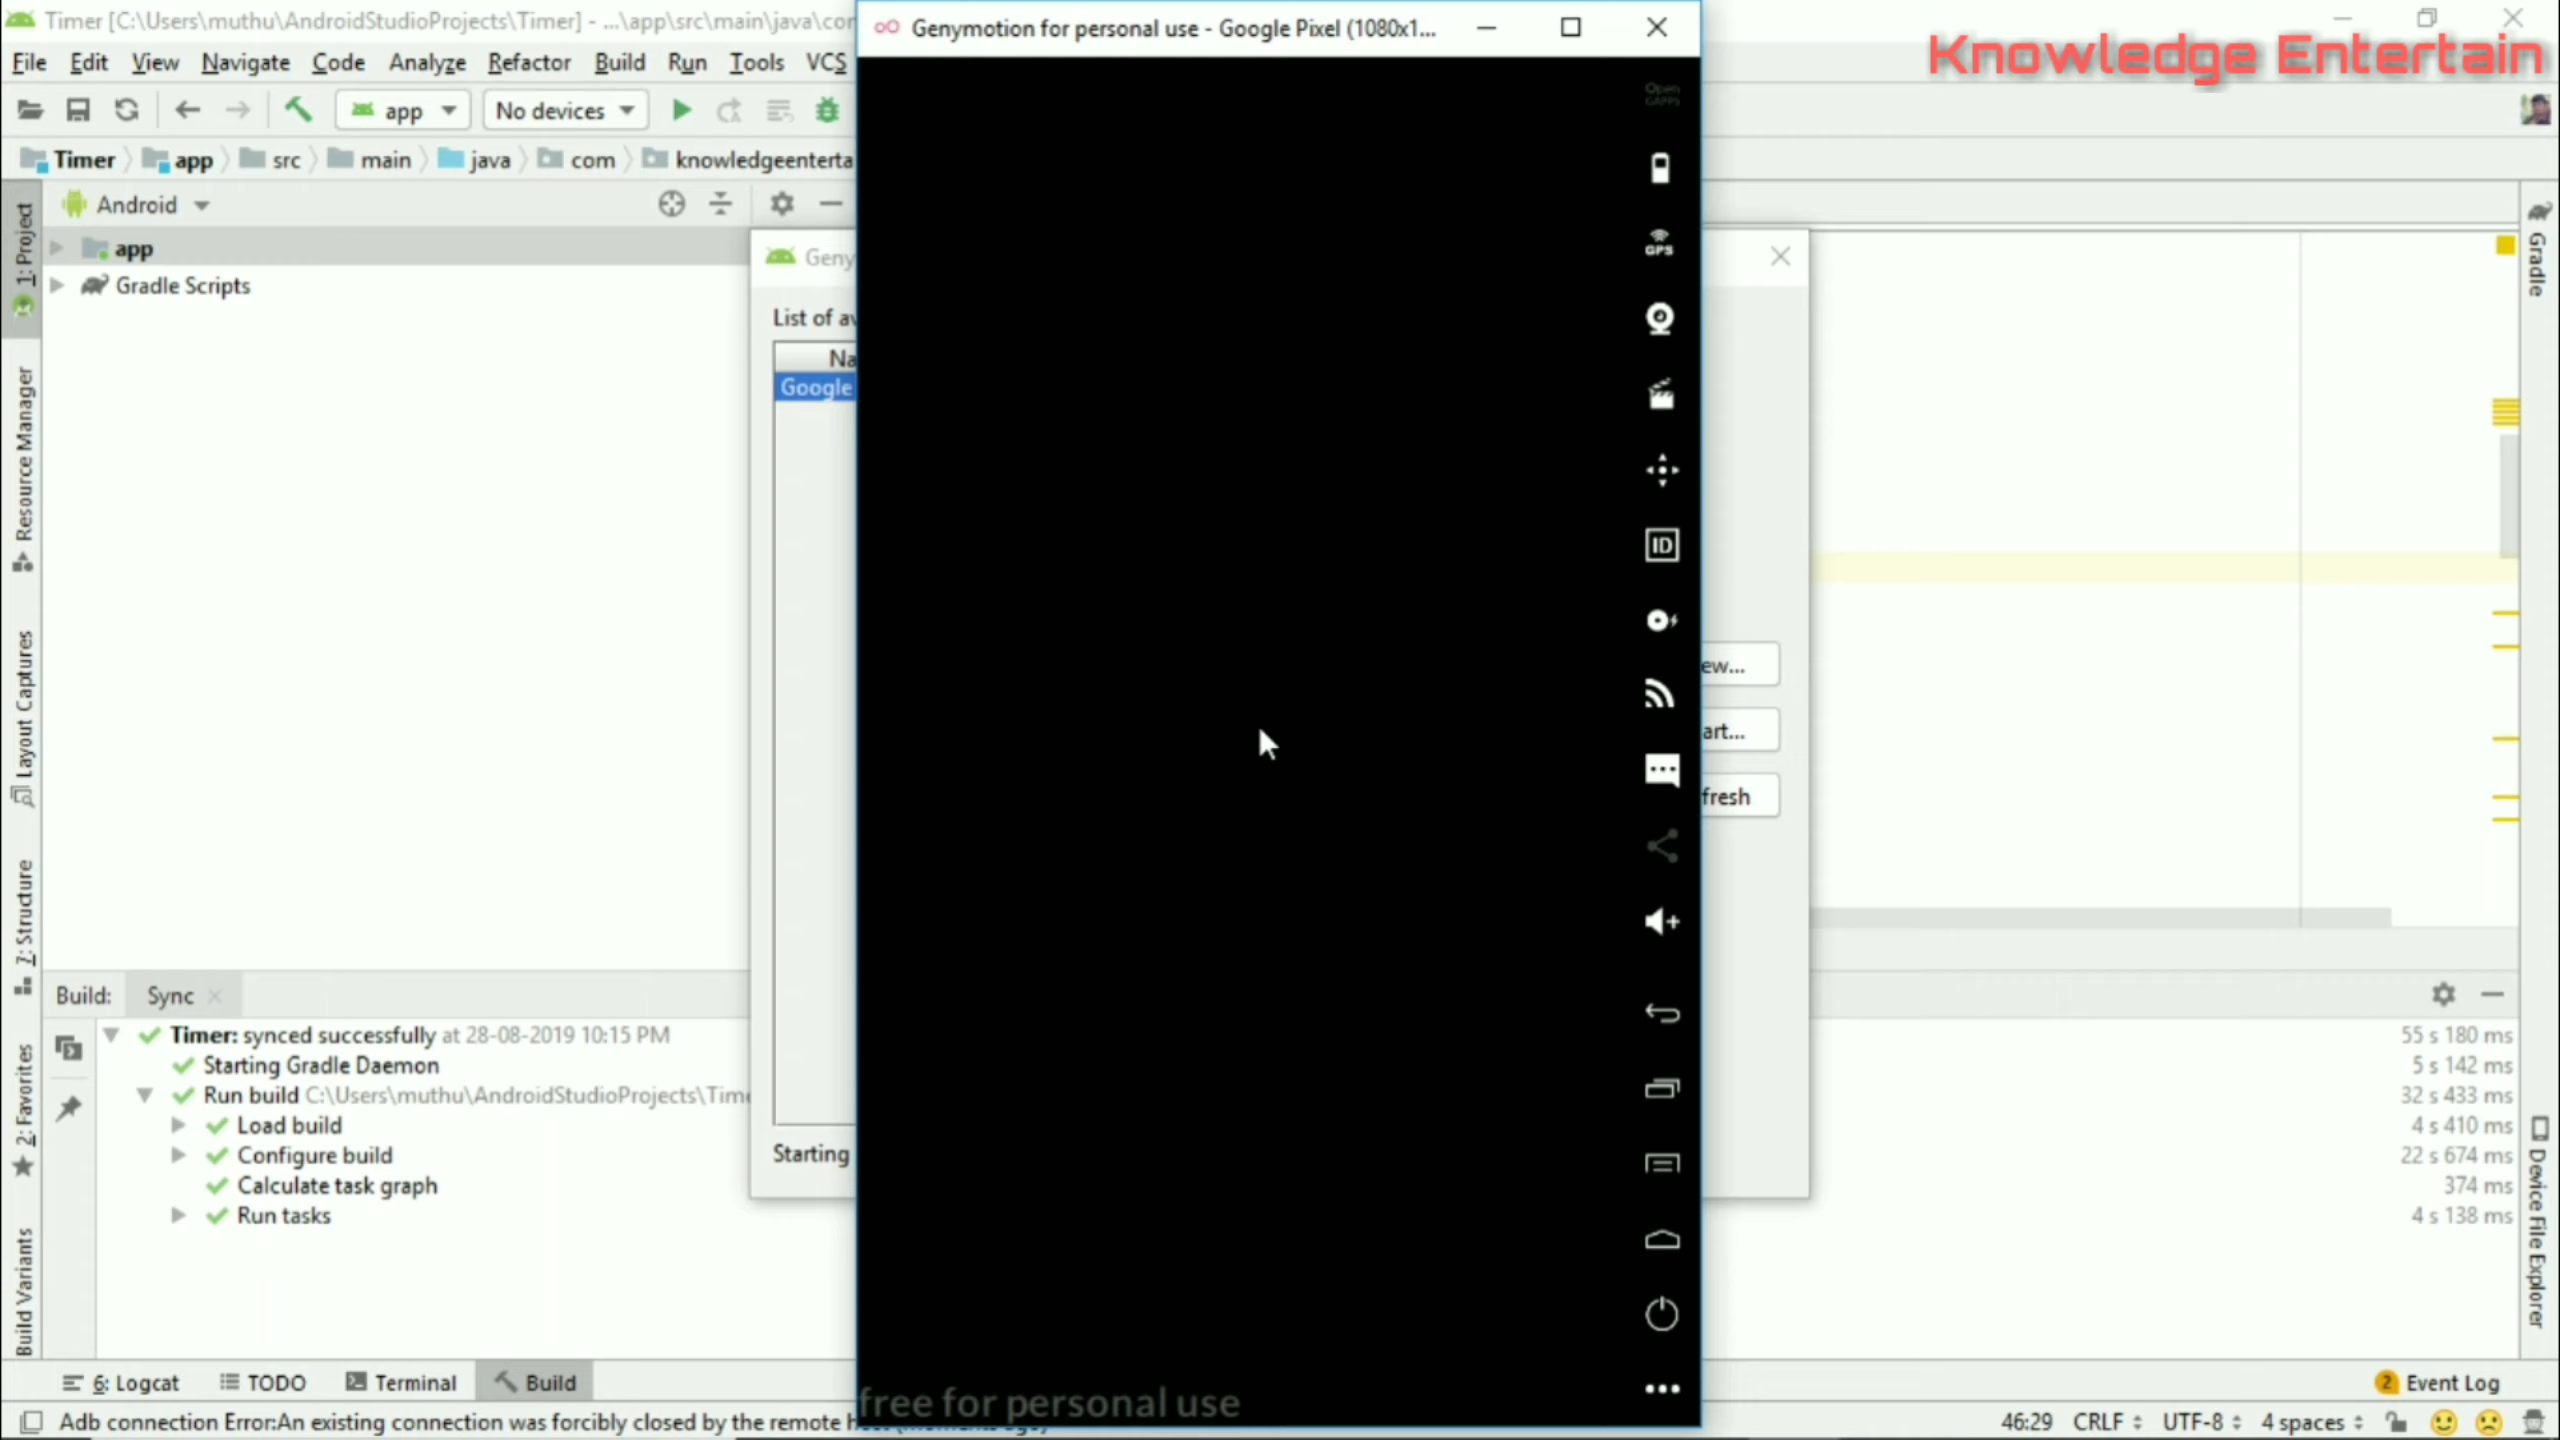 Timer [C:\Users\muthu\AndroidStudioProjects\Timer] - ...\app\src\main\java\con
Genymotion for personal use - Google Pixel (1080x1...
Knowledge Entertain
File Edit View Navigate Code Analyze Refactor Build Run Tools VCS
app No devices
Timer app src main java com knowledgeenterta
Android
app
Gradle Scripts
Geny
List of av
Na
Google
ew...
art...
fresh
Starting
Open GAPPS
GPS
ID
free for personal use
1: Project
Resource Manager
Layout Captures
7: Structure
2: Favorites
Build Variants
Gradle
Device File Explorer
Build: Sync
Timer: synced successfully at 28-08-2019 10:15 PM 55 s 180 ms
Starting Gradle Daemon 5 s 142 ms
Run build C:\Users\muthu\AndroidStudioProjects\Time 32 s 433 ms
Load build 4 s 410 ms
Configure build 22 s 674 ms
Calculate task graph 374 ms
Run tasks 4 s 138 ms
6: Logcat TODO Terminal Build 2 Event Log
Adb connection Error:An existing connection was forcibly closed by the remote 46:29 CRLF UTF-8 4 spaces